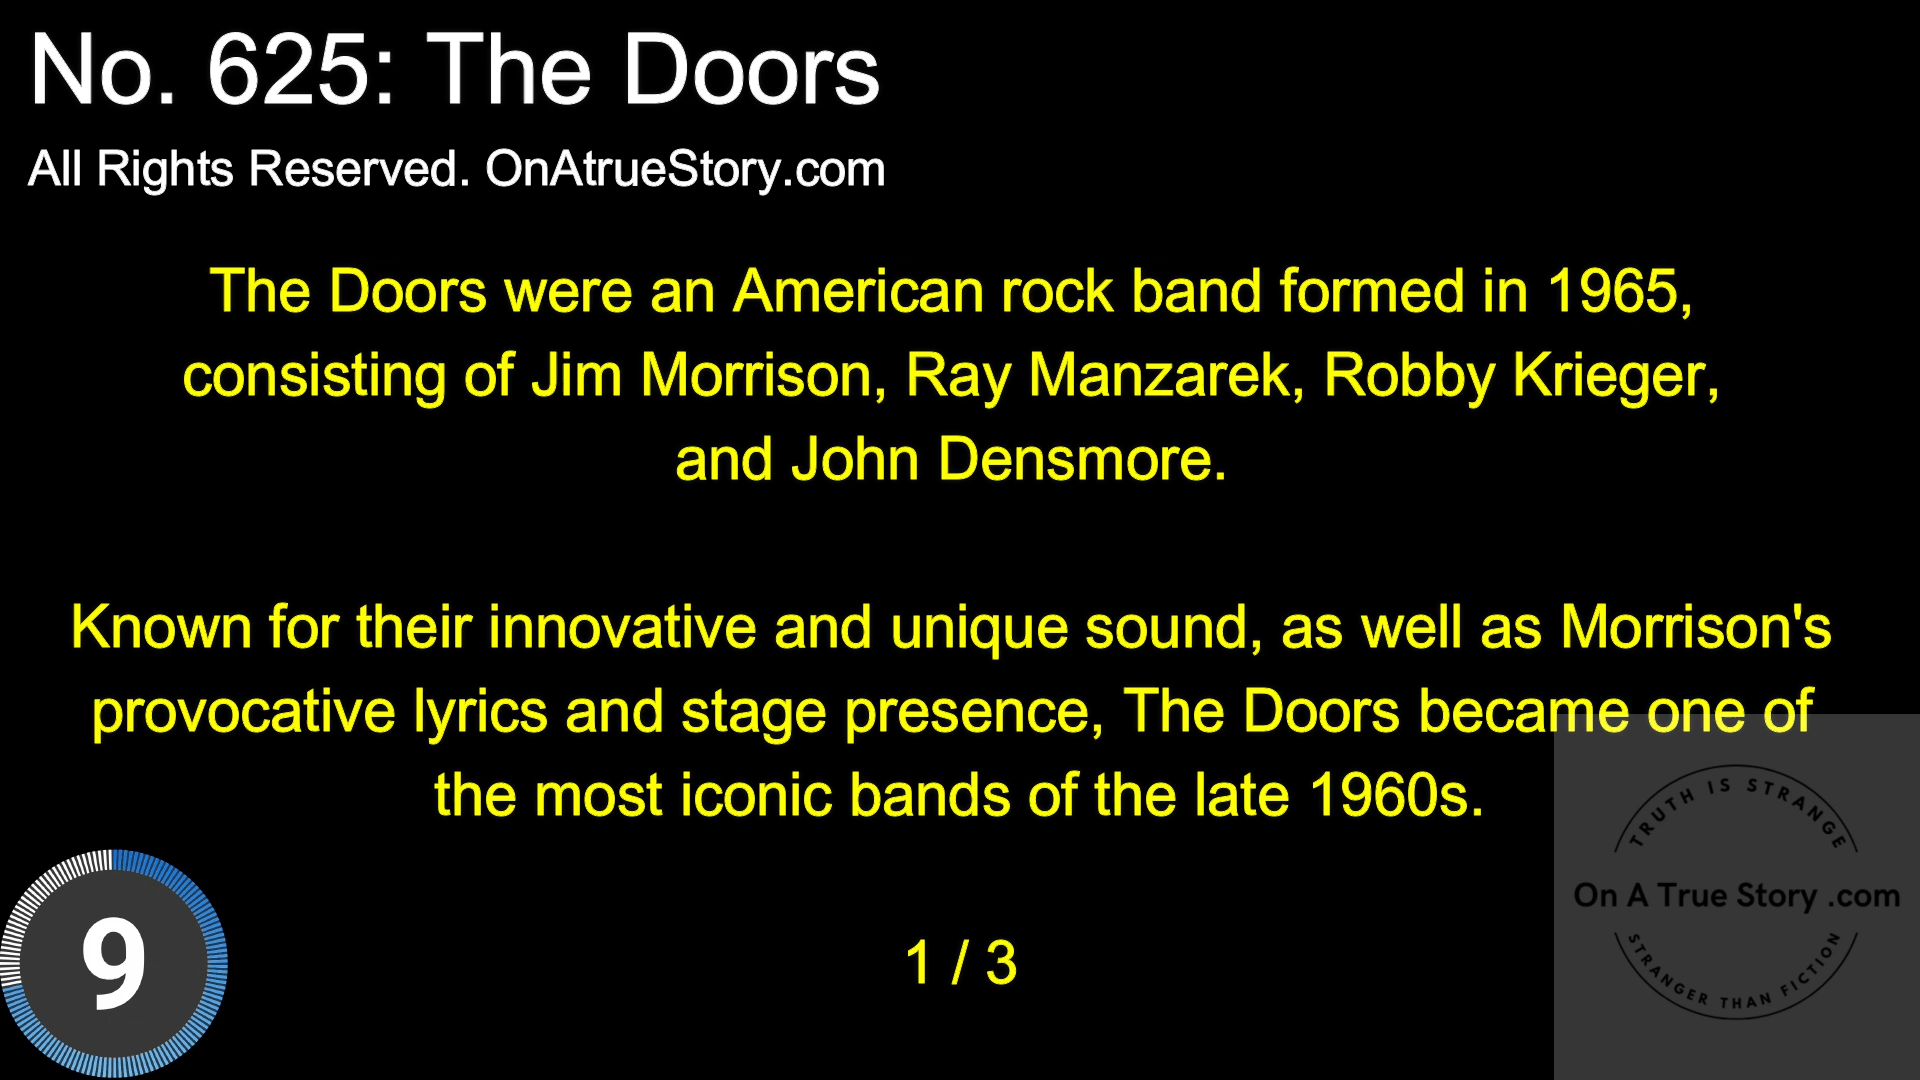 No. 625: The Doors
All Rights Reserved. OnAtrueStory.com
The Doors were an American rock band formed in 1965,
consisting of Jim Morrison, Ray Manzarek, Robby Krieger,
and John Densmore.
Known for their innovative and unique sound, as well as Morrison's
provocative lyrics and stage presence, The Doors became one of
the most iconic bands of the late 1960s.
9
1 / 3
TRUTH IS STRANGE
On A True Story .com
STRANGER THAN FICTION